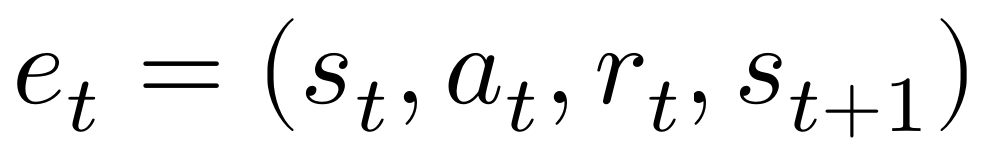 e_t = (s_t, a_t, r_t, s_{t+1})